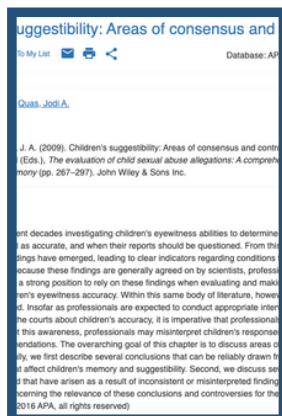 uggestibility: Areas of consensus and
To My List
Database: AP
Quas, Jodi A.
J. A. (2009). Children's suggestibility: Areas of consensus and contr
(Eds.), The evaluation of child sexual abuse allegations: A compreh
mony (pp. 267–297). John Wiley & Sons Inc.
ent decades investigating children's eyewitness abilities to determine
as accurate, and when their reports should be questioned. From this
dings have emerged, leading to clear indicators regarding conditions
ecause these findings are generally agreed on by scientists, professi
a strong position to rely on these findings when evaluating and maki
ren's eyewitness accuracy. Within this same body of literature, howev
d. Insofar as professionals are expected to conduct appropriate inter
the courts about children's accuracy, it is imperative that professionals
t this awareness, professionals may misinterpret children's response
endations. The overarching goal of this chapter is to discuss areas o
lly, we first describe several conclusions that can be reliably drawn fr
t affect children's memory and suggestibility. Second, we discuss se
d that have arisen as a result of inconsistent or misinterpreted finding
ncerning the relevance of these conclusions and controversies for the
2016 APA, all rights reserved)